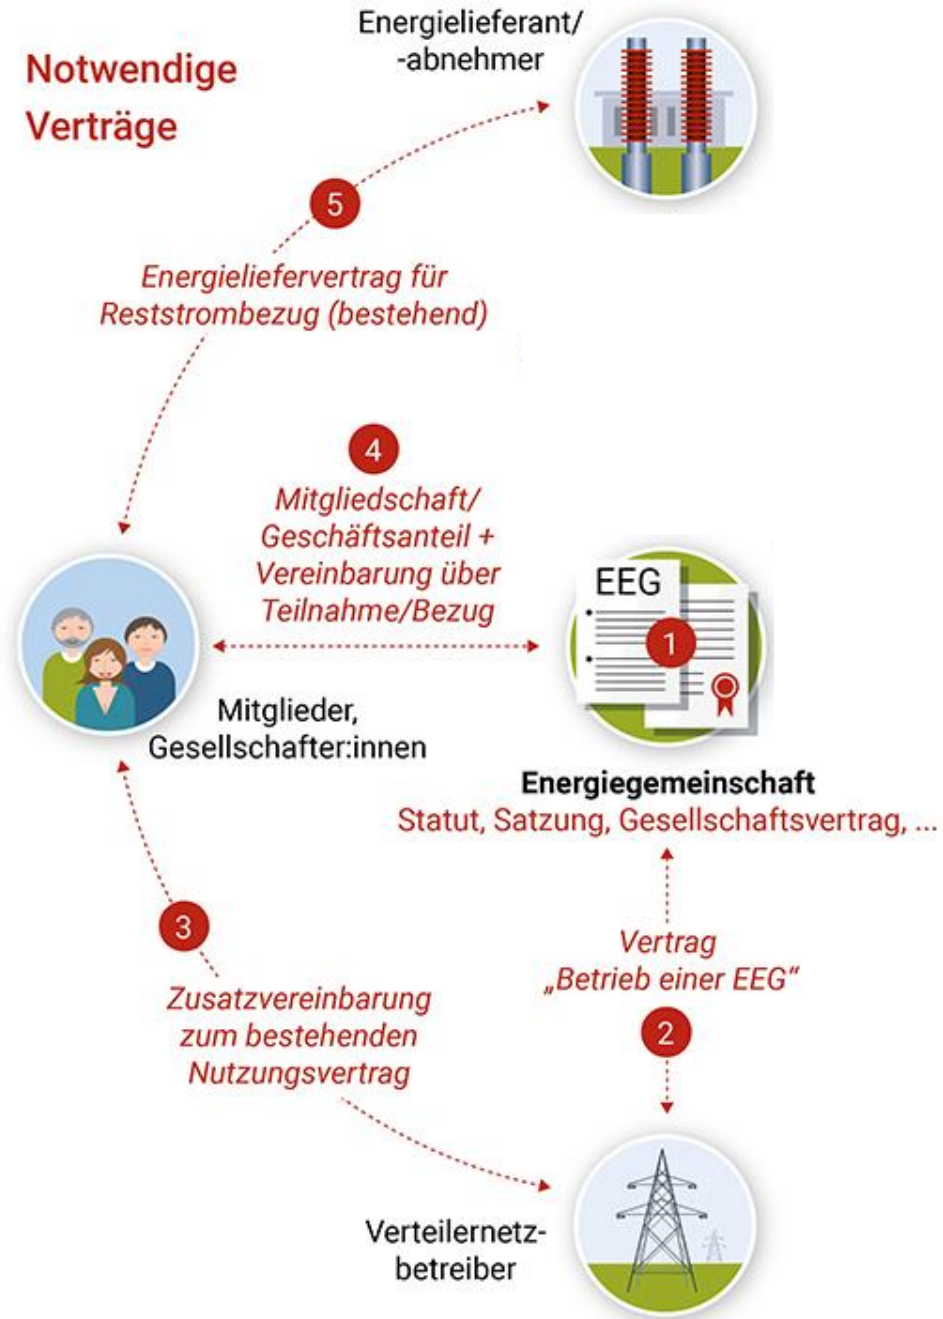 Notwendige
Verträge
Energielieferant/
-abnehmer
5
Energieliefervertrag für
Reststrombezug (bestehend)
4
Mitgliedschaft/
Geschäftsanteil +
Vereinbarung über
Teilnahme/Bezug
EEG
1
Mitglieder,
Gesellschafter:innen
Energiegemeinschaft
Statut, Satzung, Gesellschaftsvertrag, ...
3
Zusatzvereinbarung
zum bestehenden
Nutzungsvertrag
Vertrag
„Betrieb einer EEG“
2
Verteilernetz-
betreiber